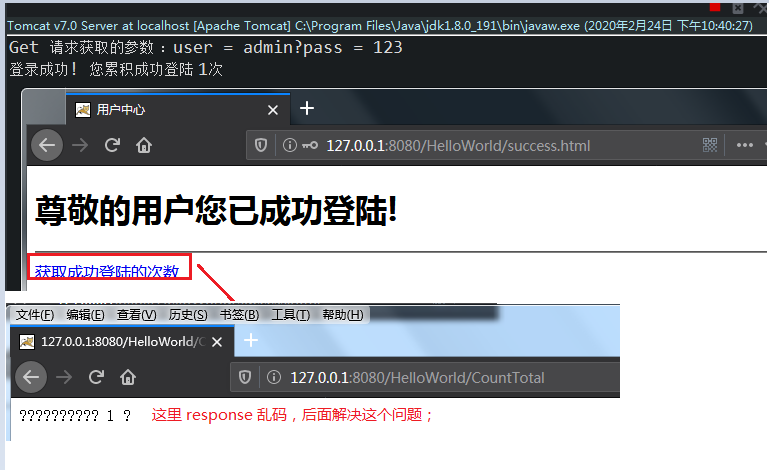 Tomcat v7.0 Server at localhost [Apache Tomcat] C:\Program Files\Java\jdk1.8.0_191\bin\javaw.exe (2020年2月24日 下午10:40:27)
Get 请求获取的参数：user = admin?pass = 123
登录成功! 您累积成功登陆 1次
用户中心
127.0.0.1:8080/HelloWorld/success.html
尊敬的用户您已成功登陆!
获取成功登陆的次数
文件(F) 编辑(E) 查看(V) 历史(S) 书签(B) 工具(T) 帮助(H)
127.0.0.1:8080/HelloWorld/C
127.0.0.1:8080/HelloWorld/CountTotal
?????????? 1 ? 这里 response 乱码，后面解决这个问题；